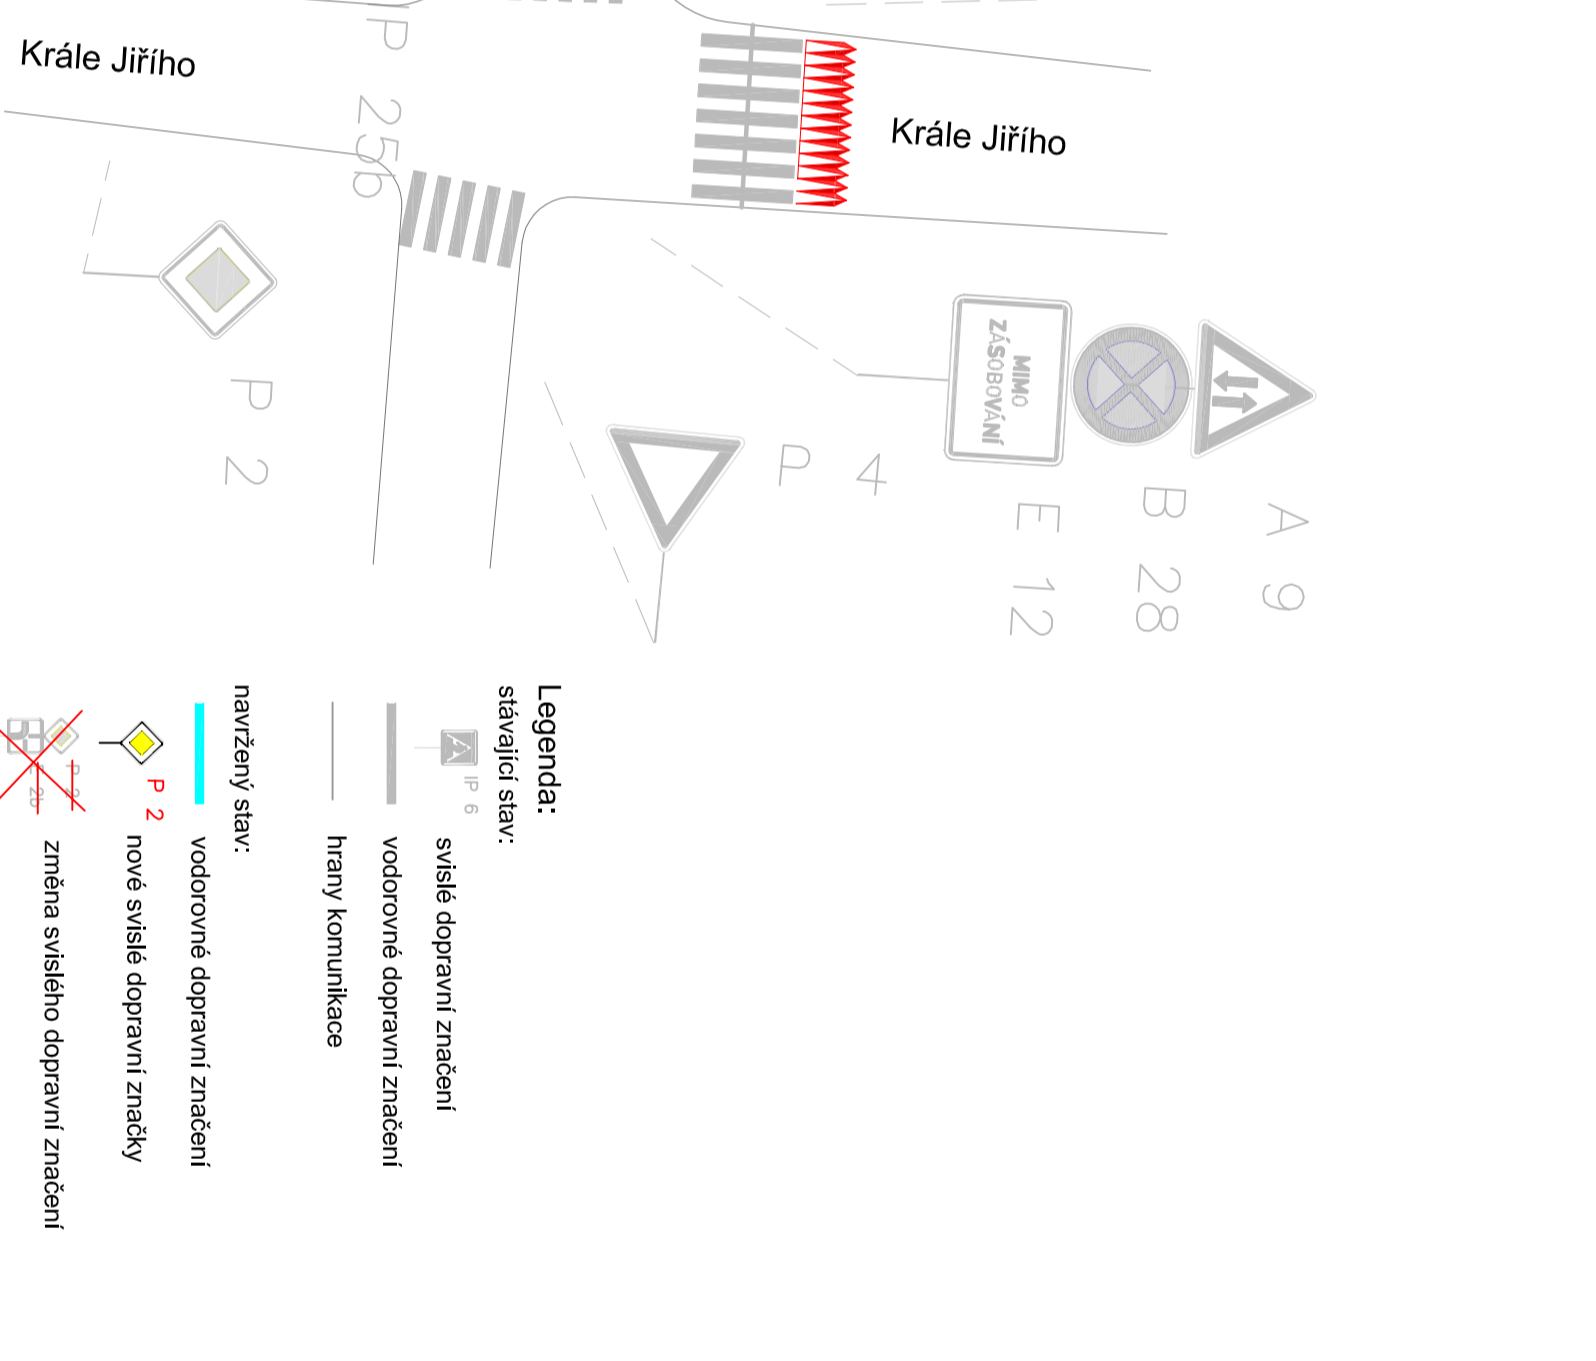 Krále Jiřího
P 25b
Krále Jiřího
P 2
MIMO
ZÁSOBOVÁNÍ
P 4
A 9
B 28
E 12
Legenda:
stávající stav:
IP 6
svislé dopravní značení
vodorovné dopravní značení
hrany komunikace
navržený stav:
vodorovné dopravní značení
P 2
nové svislé dopravní značky
změna svislého dopravní značení